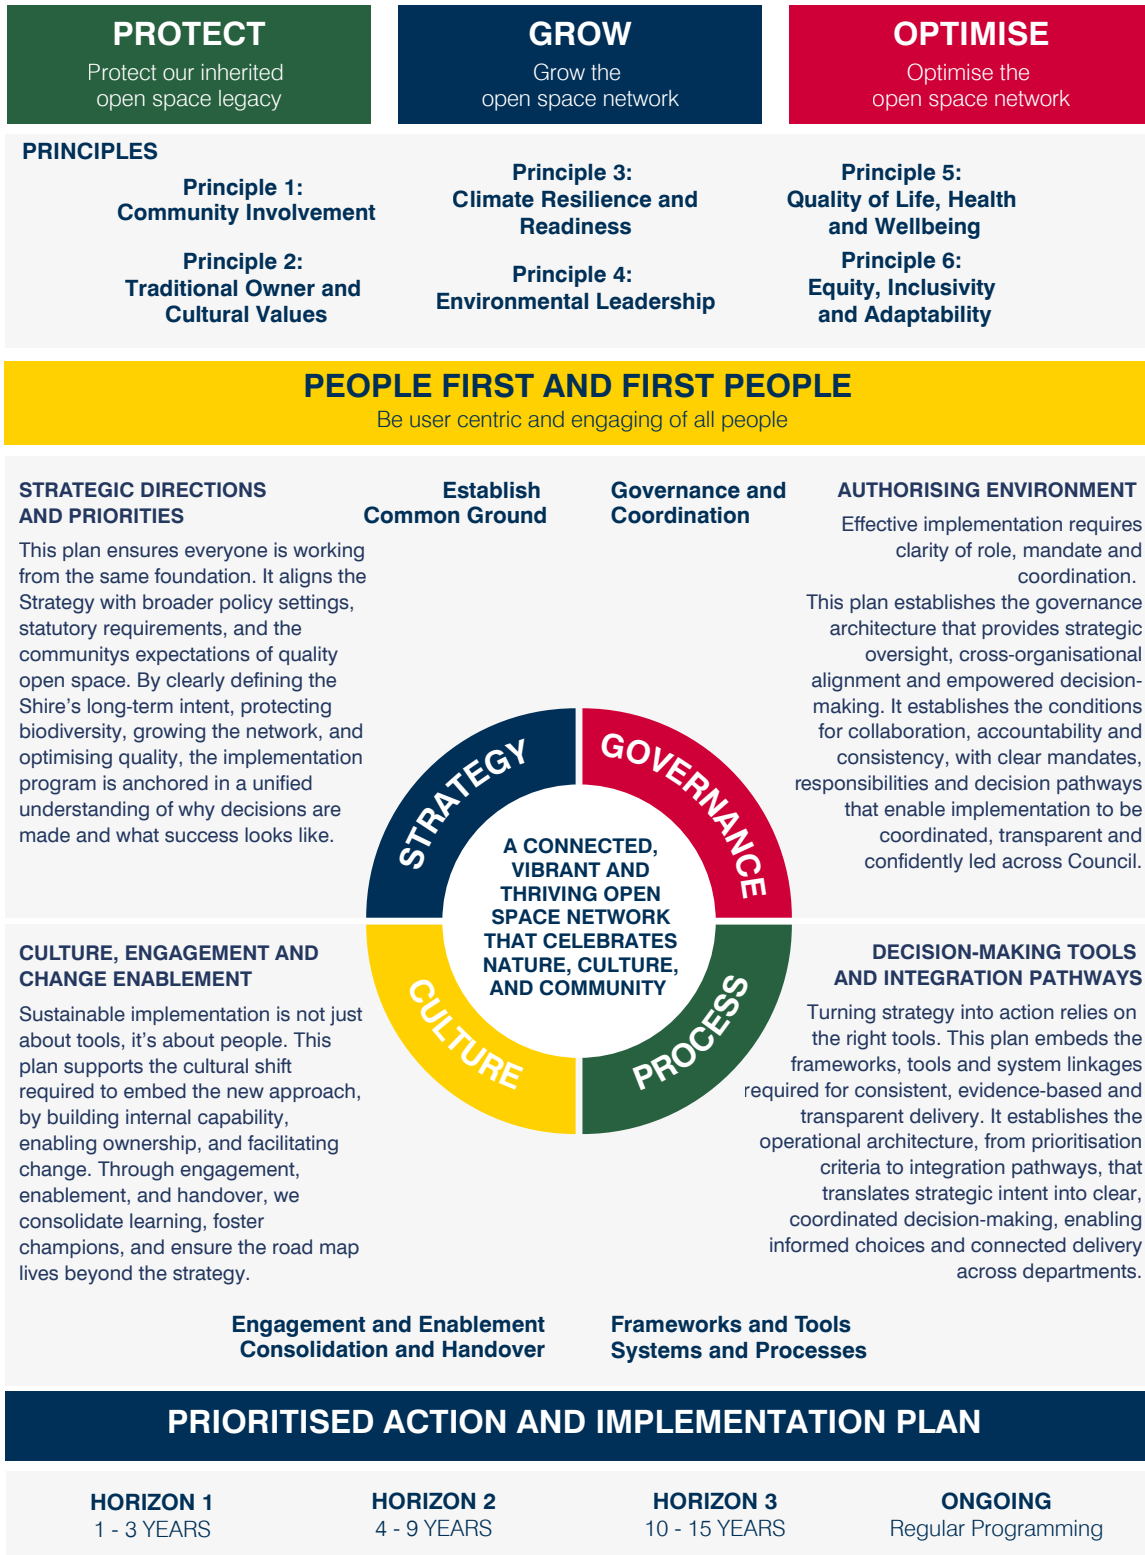 PROTECT
Protect our inherited
open space legacy
GROW
Grow the
open space network
OPTIMISE
Optimise the
open space network
PRINCIPLES
Principle 1:
Community Involvement
Principle 2:
Traditional Owner and
Cultural Values
Principle 3:
Climate Resilience and
Readiness
Principle 4:
Environmental Leadership
Principle 5:
Quality of Life, Health
and Wellbeing
Principle 6:
Equity, Inclusivity
and Adaptability
PEOPLE FIRST AND FIRST PEOPLE
Be user centric and engaging of all people
STRATEGIC DIRECTIONS
AND PRIORITIES
This plan ensures everyone is working
from the same foundation. It aligns the
Strategy with broader policy settings,
statutory requirements, and the
communitys expectations of quality
open space. By clearly defining the
Shire's long-term intent, protecting
biodiversity, growing the network, and
optimising quality, the implementation
program is anchored in a unified
understanding of why decisions are
made and what success looks like.
Establish
Common Ground
Governance and
Coordination
AUTHORISING ENVIRONMENT
Effective implementation requires
clarity of role, mandate and
coordination.
This plan establishes the governance
architecture that provides strategic
oversight, cross-organisational
alignment and empowered decision-
making. It establishes the conditions
for collaboration, accountability and
consistency, with clear mandates,
responsibilities and decision pathways
that enable implementation to be
coordinated, transparent and
confidently led across Council.
STRATEGY
GOVERNANCE
A CONNECTED,
VIBRANT AND
THRIVING OPEN
SPACE NETWORK
THAT CELEBRATES
NATURE, CULTURE,
AND COMMUNITY
CULTURE
PROCESS
CULTURE, ENGAGEMENT AND
CHANGE ENABLEMENT
Sustainable implementation is not just
about tools, it's about people. This
plan supports the cultural shift
required to embed the new approach,
by building internal capability,
enabling ownership, and facilitating
change. Through engagement,
enablement, and handover, we
consolidate learning, foster
champions, and ensure the road map
lives beyond the strategy.
DECISION-MAKING TOOLS
AND INTEGRATION PATHWAYS
Turning strategy into action relies on
the right tools. This plan embeds the
frameworks, tools and system linkages
required for consistent, evidence-based and
transparent delivery. It establishes the
operational architecture, from prioritisation
criteria to integration pathways, that
translates strategic intent into clear,
coordinated decision-making, enabling
informed choices and connected delivery
across departments.
Engagement and Enablement
Consolidation and Handover
Frameworks and Tools
Systems and Processes
PRIORITISED ACTION AND IMPLEMENTATION PLAN
HORIZON 1
1 - 3 YEARS
HORIZON 2
4 - 9 YEARS
HORIZON 3
10 - 15 YEARS
ONGOING
Regular Programming